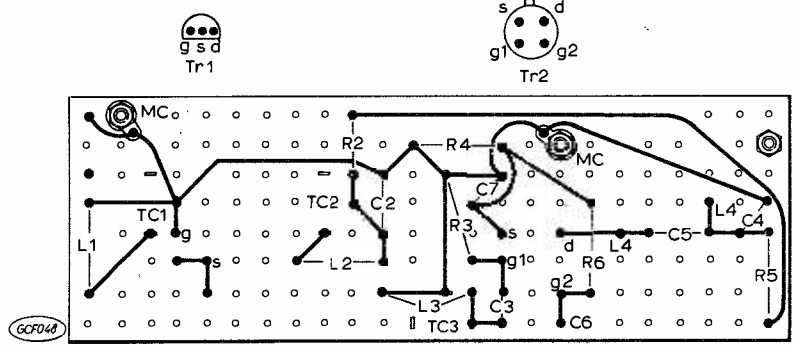 s d
g s d
g1 g2
Tr1
Tr2
MC
R2
R4
MC
TC1
TC2
C2
C7
L4
C4
L1
g
R3
s
d
L4
C5
s
L2
g1
R6
R5
g2
L3
C3
TC3
C6
GCF048